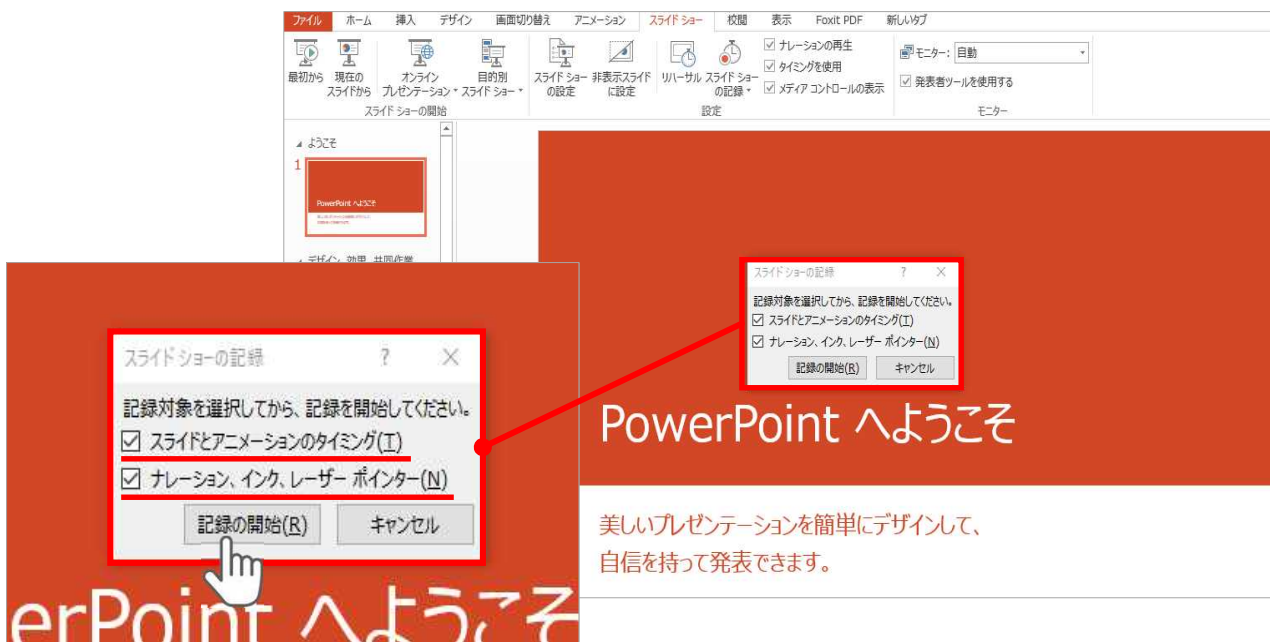 ファイル ホーム 挿入 デザイン 画面切り替え アニメーション スライド ショー 校閲 表示 Foxit PDF 新しいタブ
最初から 現在の スライドから オンライン プレゼンテーション 目的別 スライド ショー スライド ショーの設定 非表示スライドに設定 リハーサル スライド ショーの記録
ナレーションの再生
タイミングを使用
メディア コントロールの表示
モニター: 自動
発表者ツールを使用する
スライド ショーの開始 設定 モニター
ようこそ
1
PowerPoint へようこそ
デザイン、効果、共同作業
スライド ショーの記録 ? ×
記録対象を選択してから、記録を開始してください。
スライドとアニメーションのタイミング(T)
ナレーション、インク、レーザー ポインター(N)
記録の開始(R) キャンセル
スライド ショーの記録 ? ×
記録対象を選択してから、記録を開始してください。
スライドとアニメーションのタイミング(T)
ナレーション、インク、レーザー ポインター(N)
記録の開始(R) キャンセル
PowerPoint へようこそ
美しいプレゼンテーションを簡単にデザインして、
自信を持って発表できます。
erPoint へようこそ